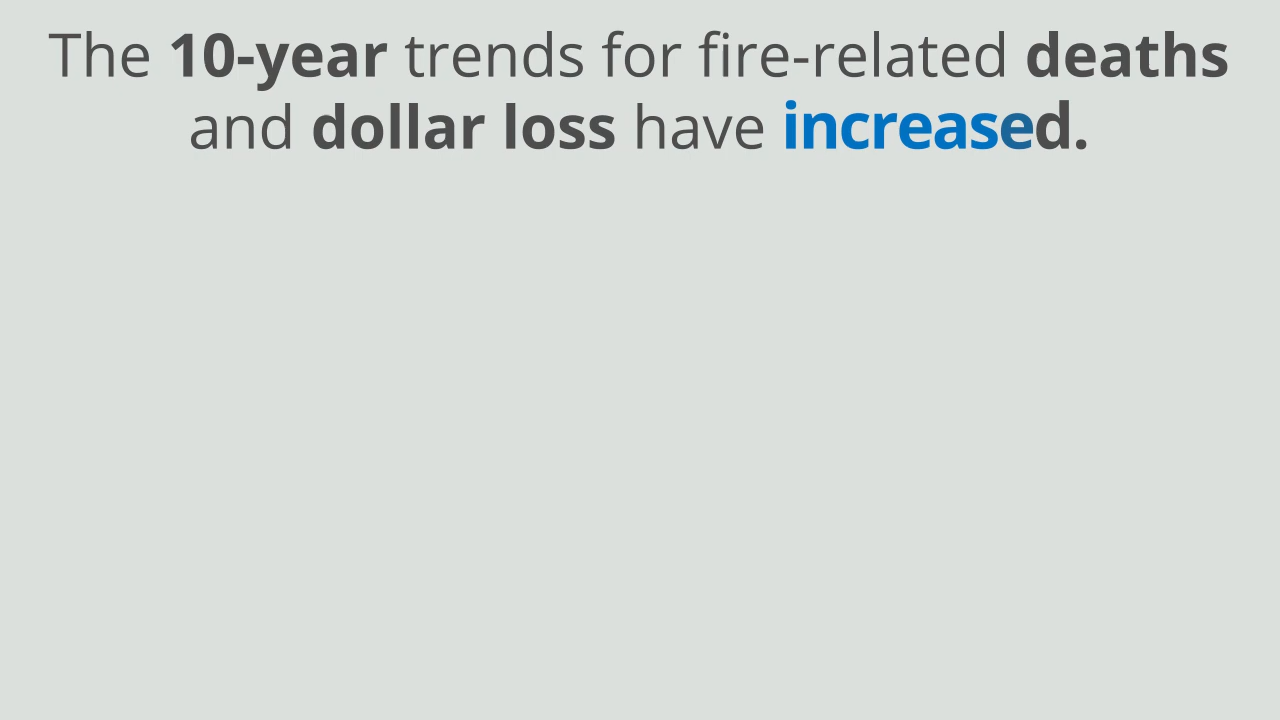 The 10-year trends for fire-related deaths
and dollar loss have increased.